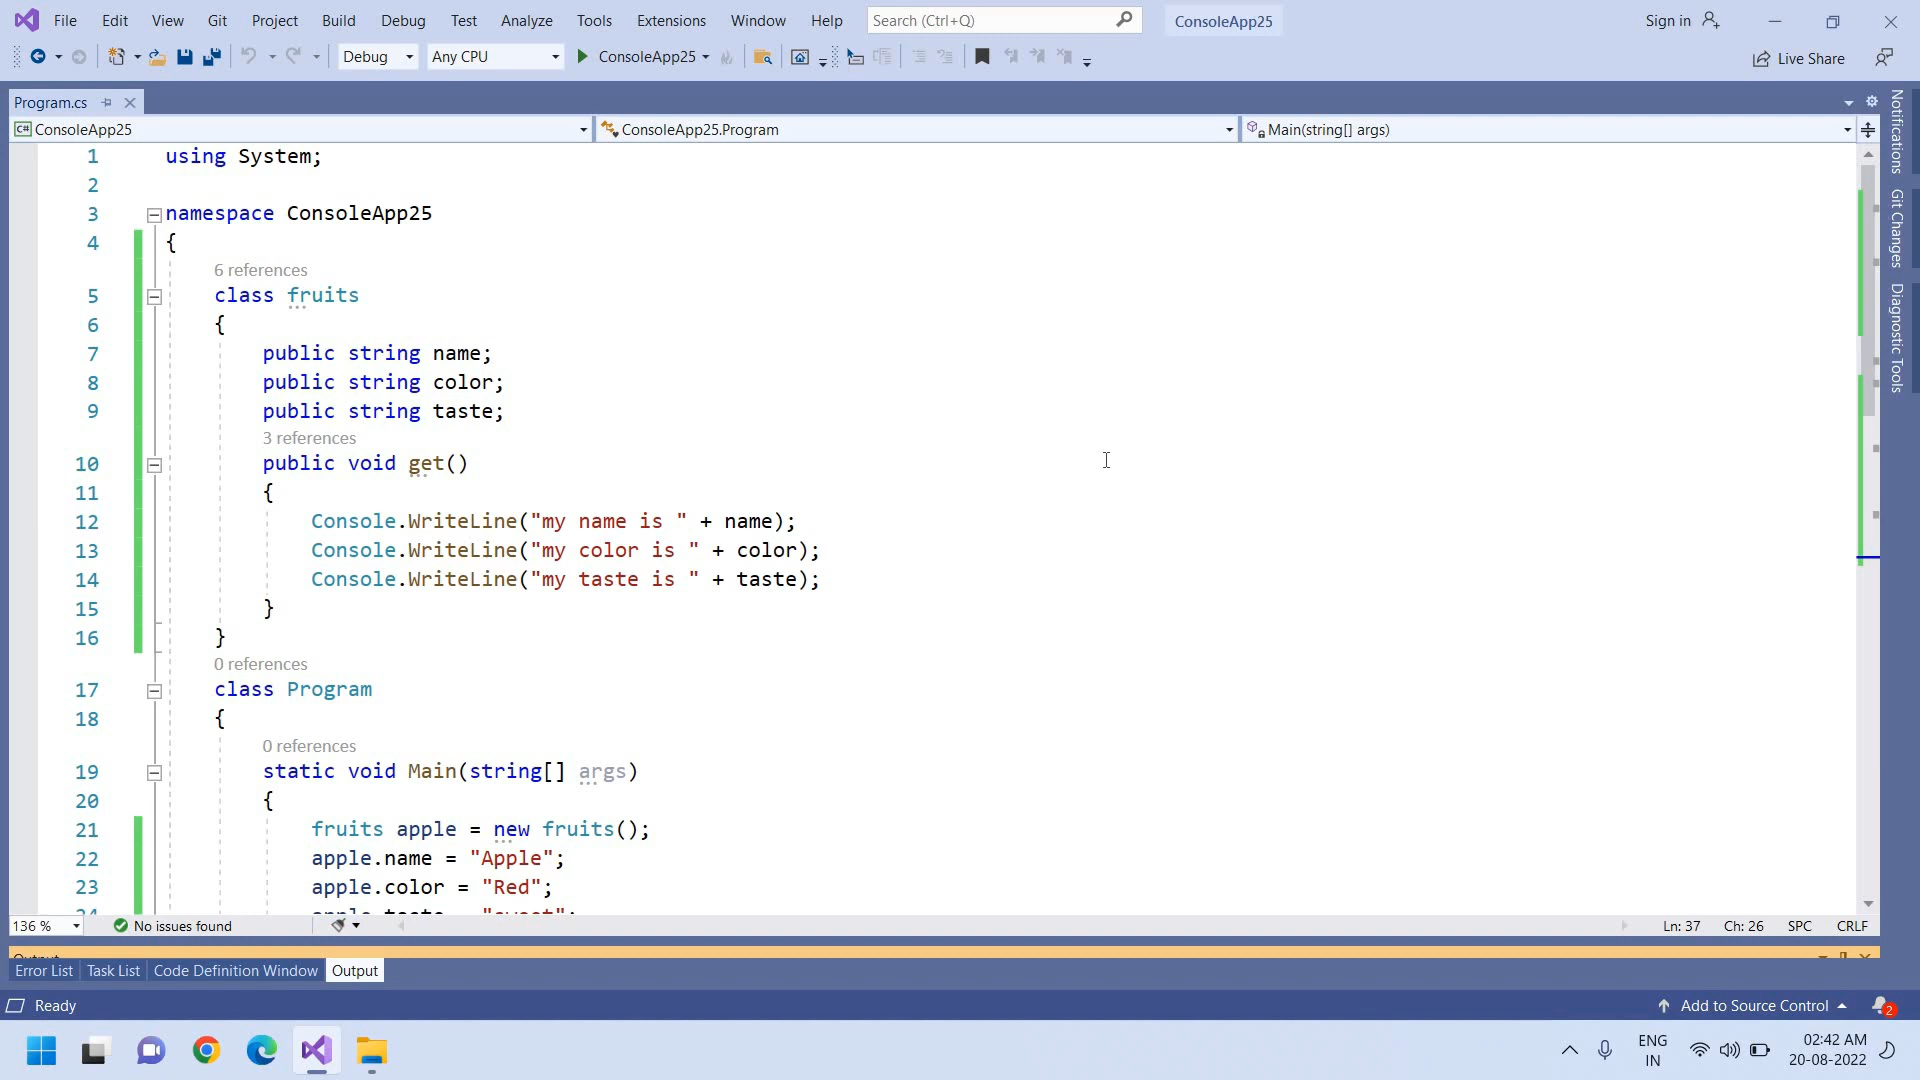 File Edit View Git Project Build Debug Test Analyze Tools Extensions Window Help Search (Ctrl+Q) ConsoleApp25 Sign in
Debug Any CPU ConsoleApp25 Live Share
Program.cs
C# ConsoleApp25 ConsoleApp25.Program Main(string[] args)
1 using System;
2
3 namespace ConsoleApp25
4 {
6 references
5 class fruits
6 {
7 public string name;
8 public string color;
9 public string taste;
3 references
10 public void get()
11 {
12 Console.WriteLine("my name is " + name);
13 Console.WriteLine("my color is " + color);
14 Console.WriteLine("my taste is " + taste);
15 }
16 }
0 references
17 class Program
18 {
0 references
19 static void Main(string[] args)
20 {
21 fruits apple = new fruits();
22 apple.name = "Apple";
23 apple.color = "Red";
24 apple.taste = "sweet";
136 % No issues found Ln: 37 Ch: 26 SPC CRLF
Output
Error List Task List Code Definition Window Output
Ready Add to Source Control 2
ENG
IN
02:42 AM
20-08-2022
Notifications
Git Changes
Diagnostic Tools